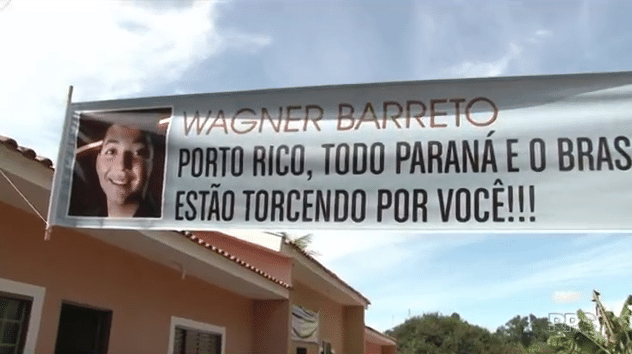 WAGNER BARRETO
PORTO RICO, TODO PARANÁ E O BRAS
ESTÃO TORCENDO POR VOCÊ!!!